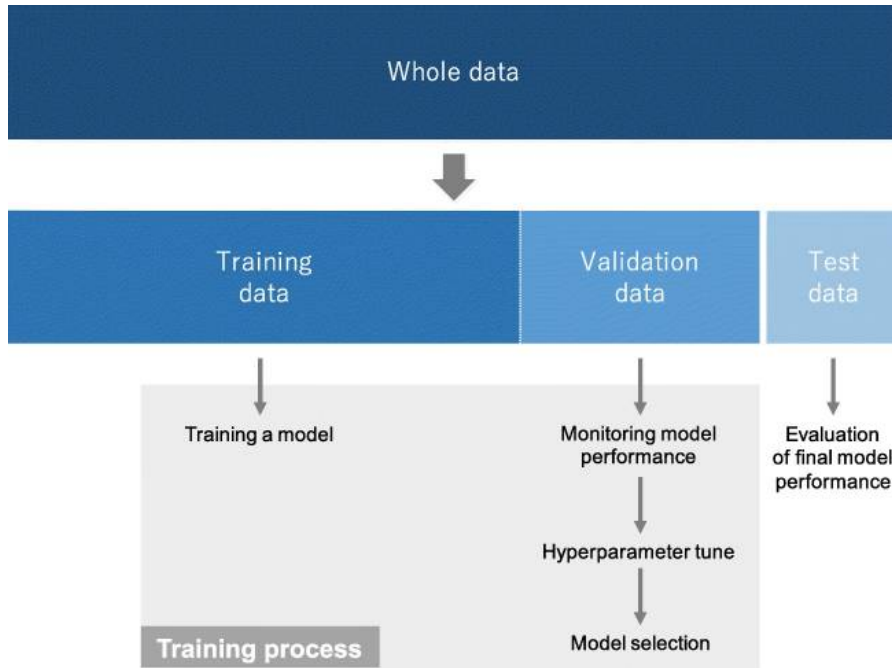 Whole data
Training
data
Validation
data
Test
data
Training a model
Monitoring model
performance
Hyperparameter tune
Model selection
Evaluation
of final model
performance
Training process